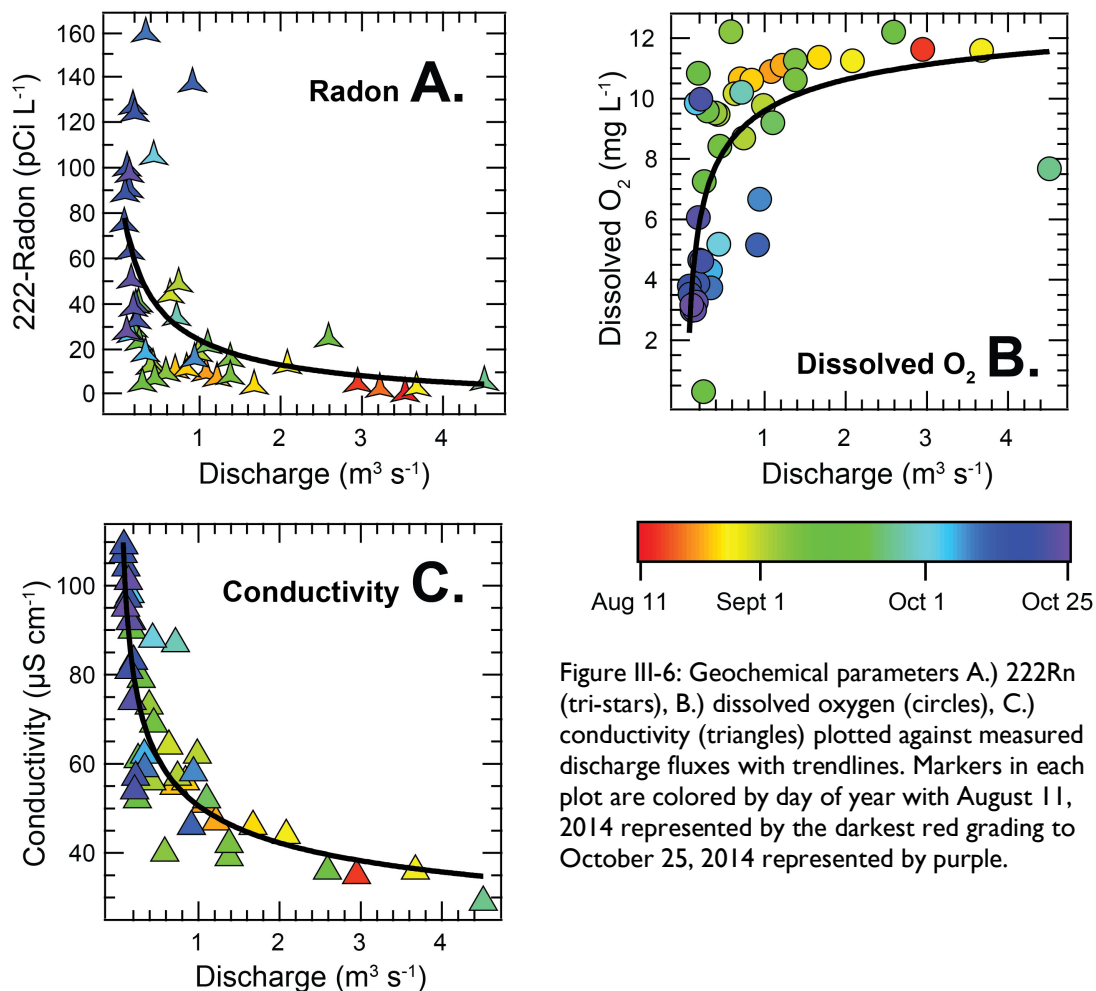 160
140
120
100
80
60
40
20
0
222-Radon (pCi L⁻¹)
Radon A.
1 2 3 4
Discharge (m³ s⁻¹)
12
10
8
6
4
2
Dissolved O₂ (mg L⁻¹)
Dissolved O₂ B.
1 2 3 4
Discharge (m³ s⁻¹)
100
80
60
40
Conductivity (µS cm⁻¹)
Conductivity C.
1 2 3 4
Discharge (m³ s⁻¹)
Aug 11 Sept 1 Oct 1 Oct 25
Figure III-6: Geochemical parameters A.) 222Rn
(tri-stars), B.) dissolved oxygen (circles), C.)
conductivity (triangles) plotted against measured
discharge fluxes with trendlines. Markers in each
plot are colored by day of year with August 11,
2014 represented by the darkest red grading to
October 25, 2014 represented by purple.